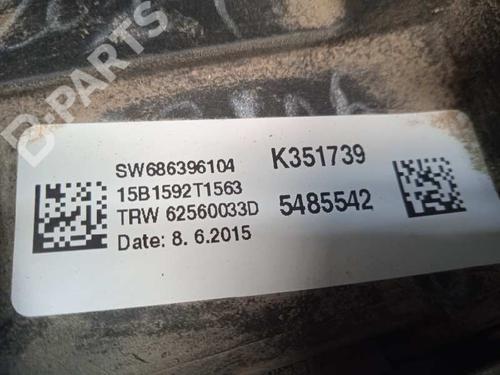 B-PARTS
SW686396104 K351739
15B1592T1563
TRW 62560033D 5485542
Date: 8. 6.2015